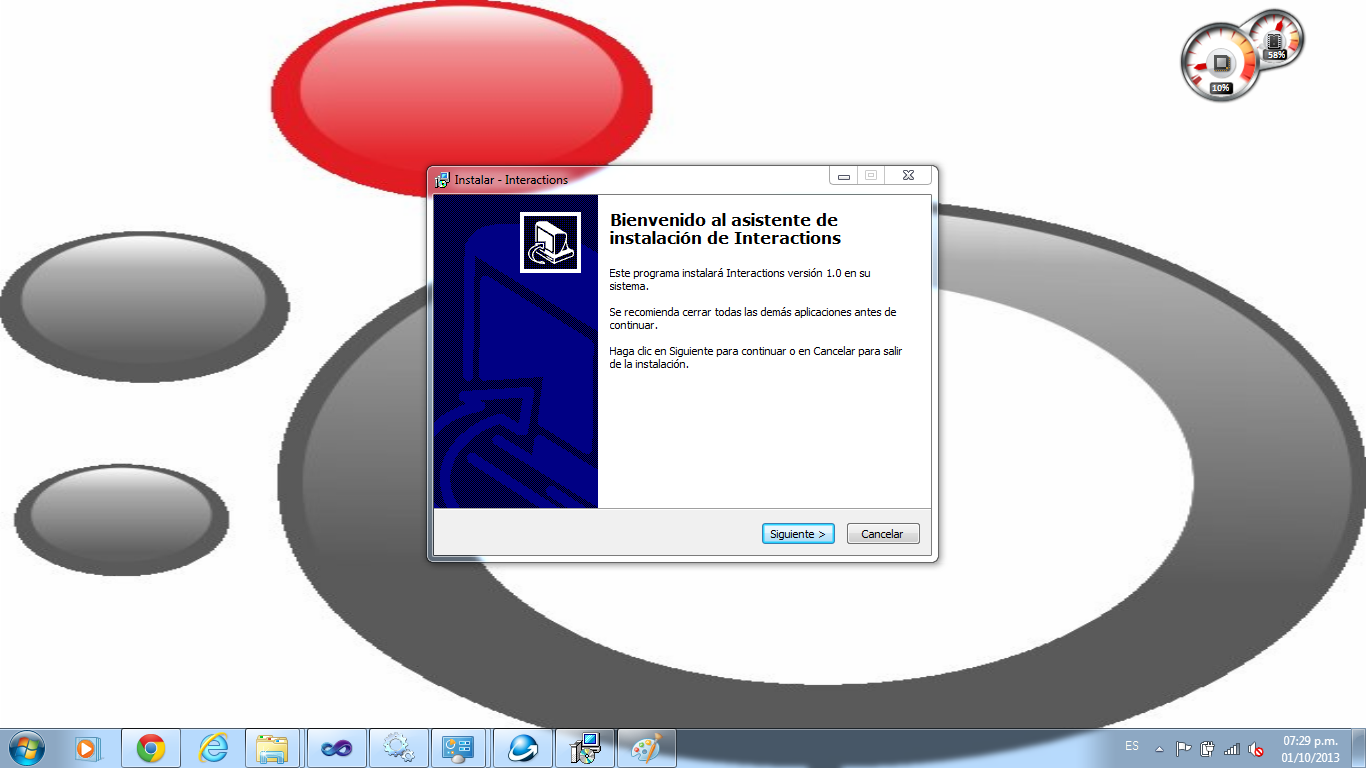 10%
58%
Instalar - Interactions
Bienvenido al asistente de
instalación de Interactions
Este programa instalará Interactions versión 1.0 en su
sistema.
Se recomienda cerrar todas las demás aplicaciones antes de
continuar.
Haga clic en Siguiente para continuar o en Cancelar para salir
de la instalación.
Siguiente >
Cancelar
ES
07:29 p.m.
01/10/2013